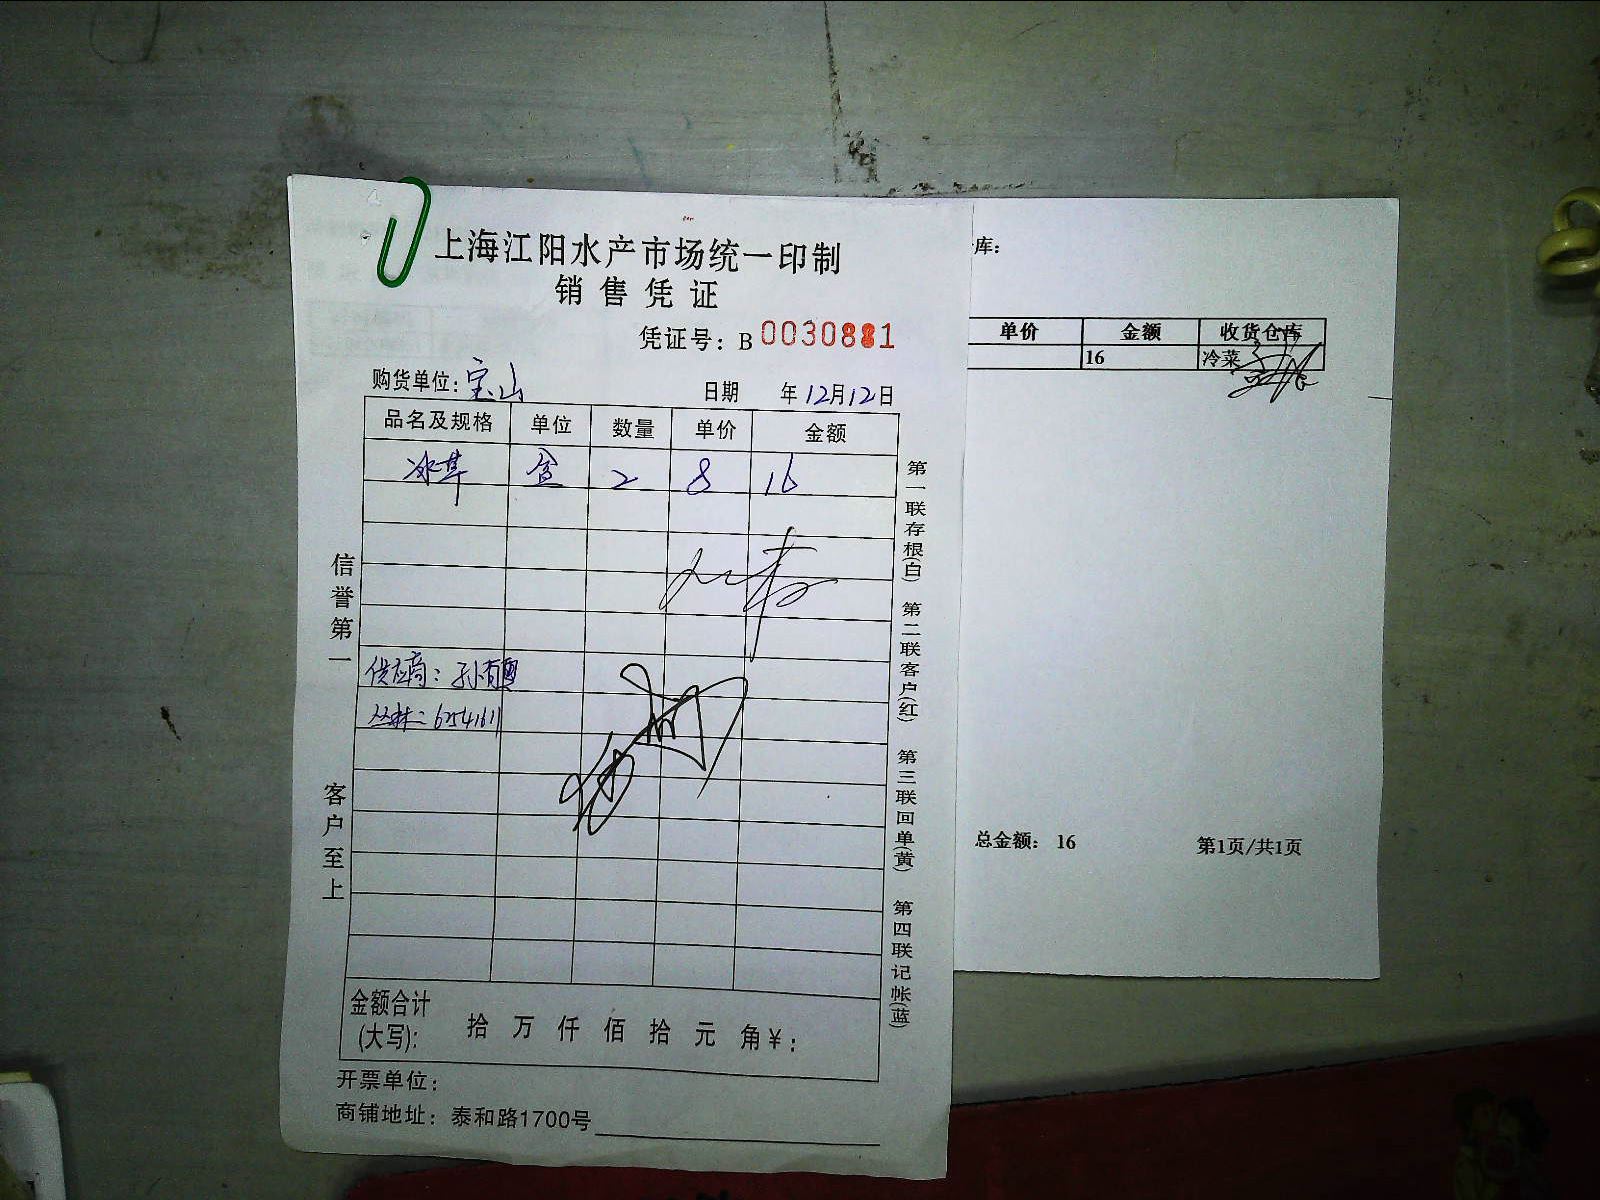 上海江阳水产市场统一印制
销售凭证
凭证号：B 0030881
购货单位：宝山 日期 年12月12日
品名及规格 单位 数量 单价 金额
冰草 盒 2 8 16
供应商：孙有
6254161
信誉第一
客户至上
第一联存根(白) 第二联客户(红) 第三联回单(黄) 第四联记帐(蓝)
金额合计
(大写)： 拾 万 仟 佰 拾 元 角 ¥：
开票单位：
商铺地址：泰和路1700号
库：
单价 金额 收货仓库
16 冷菜
总金额： 16 第1页/共1页